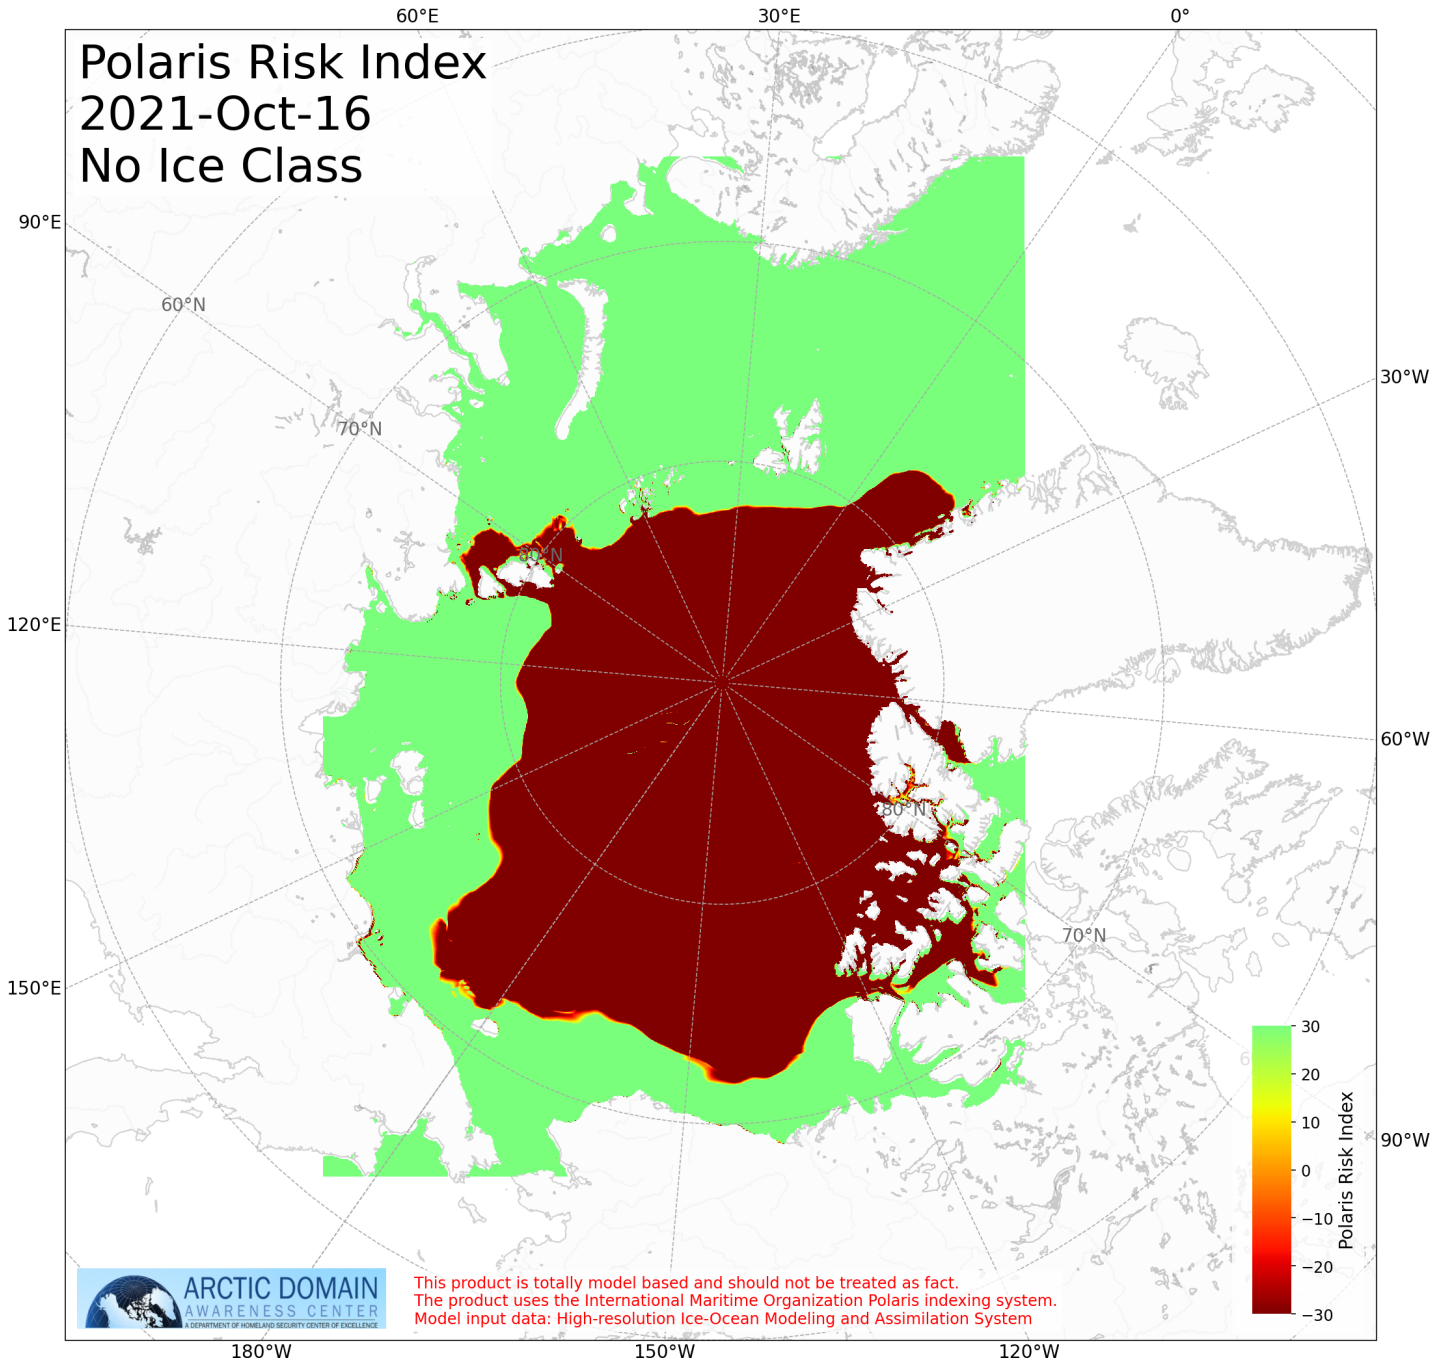 60°E
30°E
0°
Polaris Risk Index
2021-Oct-16
No Ice Class
90°E
60°N
30°W
70°N
80°N
120°E
60°W
80°N
70°N
150°E
30
20
10
0
−10
−20
−30
Polaris Risk Index
90°W
ARCTIC DOMAIN
AWARENESS CENTER
A DEPARTMENT OF HOMELAND SECURITY CENTER OF EXCELLENCE
This product is totally model based and should not be treated as fact.
The product uses the International Maritime Organization Polaris indexing system.
Model input data: High-resolution Ice-Ocean Modeling and Assimilation System
180°W
150°W
120°W